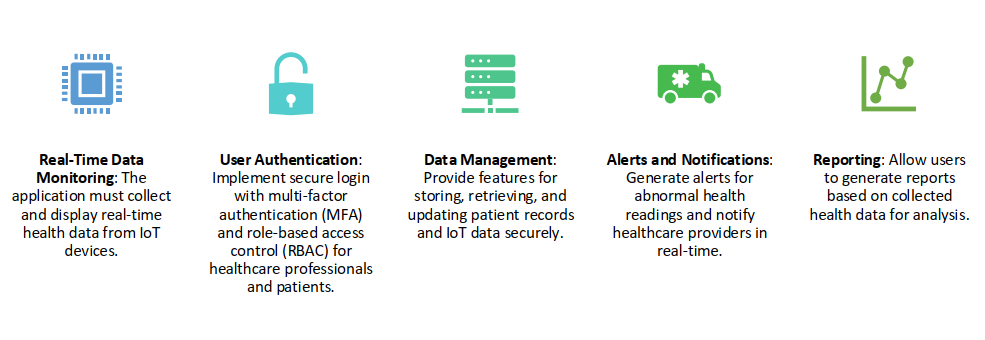 Real-Time Data
Monitoring: The
application must collect
and display real-time
health data from IoT
devices.
User Authentication:
Implement secure login
with multi-factor
authentication (MFA)
and role-based access
control (RBAC) for
healthcare professionals
and patients.
Data Management:
Provide features for
storing, retrieving, and
updating patient records
and IoT data securely.
Alerts and Notifications:
Generate alerts for
abnormal health
readings and notify
healthcare providers in
real-time.
Reporting: Allow users
to generate reports
based on collected
health data for analysis.